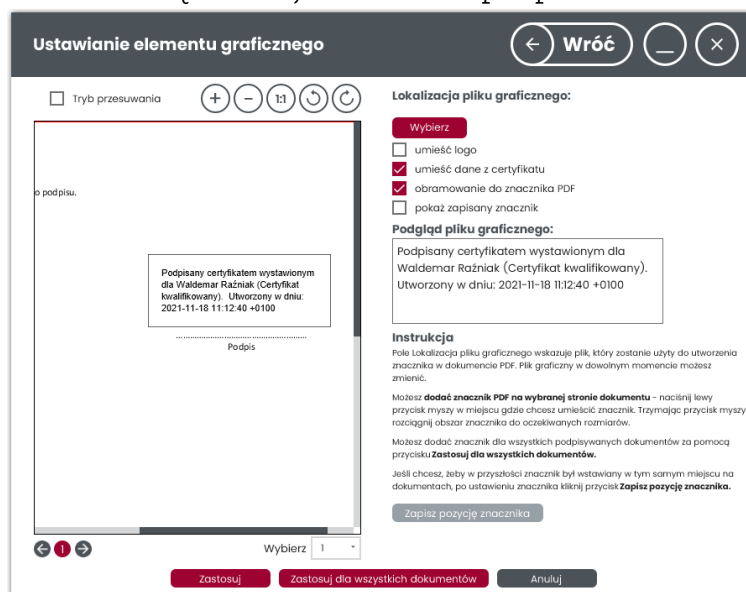 Ustawianie elementu graficznego
Wróć
Tryb przesuwania
1:1
o podpisu.
Podpisany certyfikatem wystawionym
dla Waldemar Raźniak (Certyfikat
kwalifikowany). Utworzony w dniu:
2021-11-18 11:12:40 +0100
Podpis
1
Wybierz 1
Lokalizacja pliku graficznego:
Wybierz
umieść logo
umieść dane z certyfikatu
obramowanie do znacznika PDF
pokaż zapisany znacznik
Podgląd pliku graficznego:
Podpisany certyfikatem wystawionym dla
Waldemar Raźniak (Certyfikat kwalifikowany).
Utworzony w dniu: 2021-11-18 11:12:40 +0100
Instrukcja
Pole Lokalizacja pliku graficznego wskazuje plik, który zostanie użyty do utworzenia
znacznika w dokumencie PDF. Plik graficzny w dowolnym momencie możesz
zmienić.
Możesz dodać znacznik PDF na wybranej stronie dokumentu - naciśnij lewy
przycisk myszy w miejscu gdzie chcesz umieścić znacznik. Trzymając przycisk myszy
rozciągnij obszar znacznika do oczekiwanych rozmiarów.
Możesz dodać znacznik dla wszystkich podpisywanych dokumentów za pomocą
przycisku Zastosuj dla wszystkich dokumentów.
Jeśli chcesz, żeby w przyszłości znacznik był wstawiany w tym samym miejscu na
dokumentach, po ustawieniu znacznika kliknij przycisk Zapisz pozycję znacznika.
Zapisz pozycję znacznika
Zastosuj
Zastosuj dla wszystkich dokumentów
Anuluj